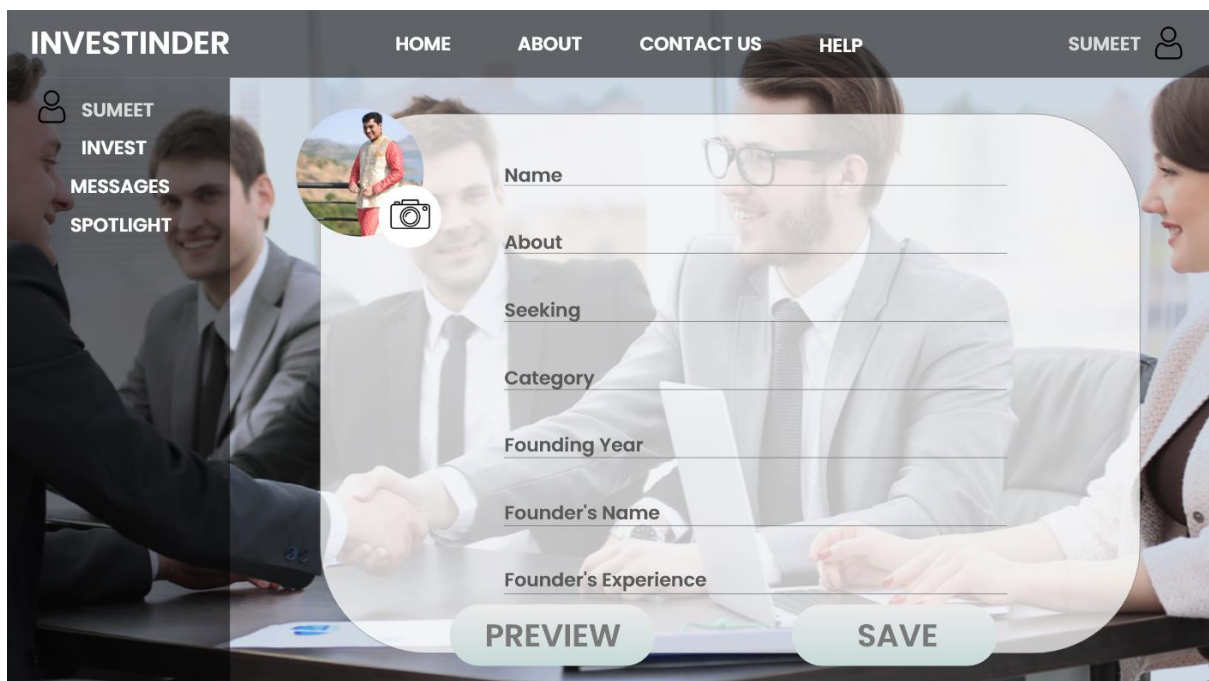 INVESTINDER HOME ABOUT CONTACT US HELP SUMEET
SUMEET
INVEST
MESSAGES
SPOTLIGHT
Name
About
Seeking
Category
Founding Year
Founder's Name
Founder's Experience
PREVIEW SAVE